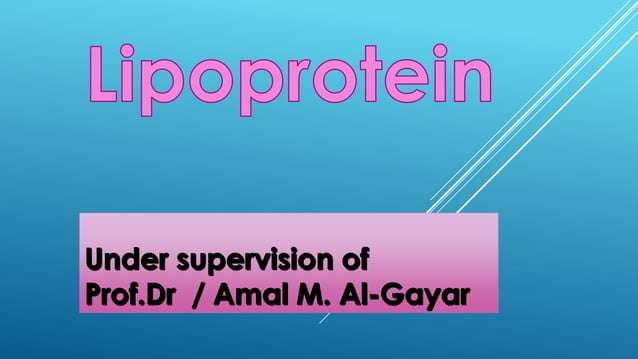 Lipoprotein
Under supervision of
Prof.Dr / Amal M. Al-Gayar